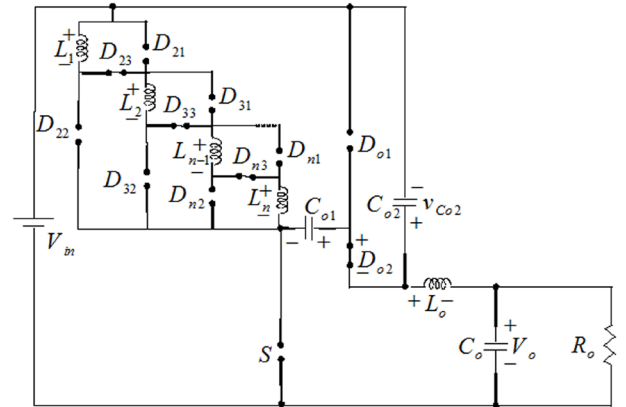 +
L1
−
D23
D21
+
L2
−
D33
D31
D22
Ln−1
+
−
Dn3
Dn1
Do1
D32
Dn2
Ln
+
−
Co1
−
+
Co2
−
vCo2
+
Vin
+
Do2
−
+
Lo
−
S
Co
+
Vo
−
Ro